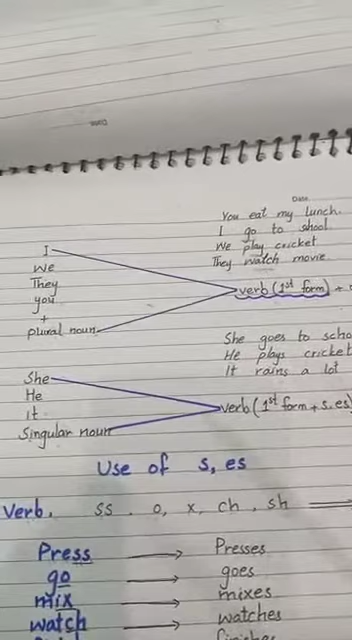 Date
Date
You eat my lunch.
I go to shool
We play cricket
They watch movie
I
We
They
you
+
plural noun
verb (1st form) +
She goes to scho
He plays cricket
It rains a lot
She
He
it
Singular noun
verb (1st form + s, es)
Use of s, es
Verb. ss . o, x, ch , sh
Press → Presses
go → goes
mix → mixes
watch → watches